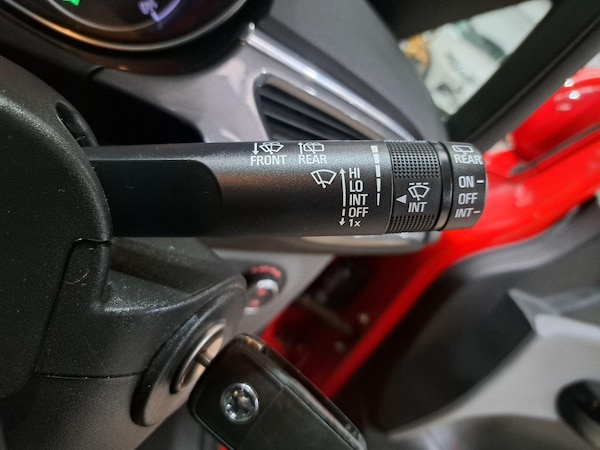 FRONT REAR
HI
LO
INT
OFF
1x
INT
REAR
ON
OFF
INT